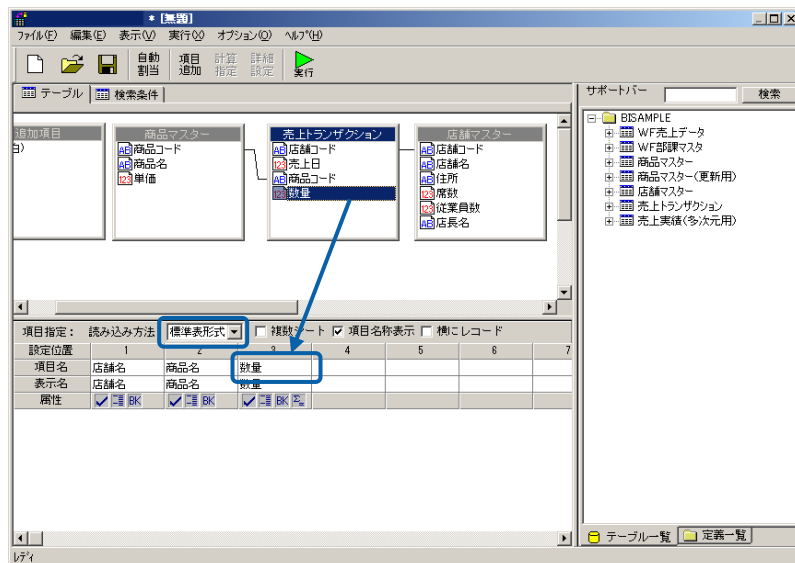 * [無題]
ファイル(F) 編集(E) 表示(V) 実行(X) オプション(O) ヘルプ(H)
自動割当 項目追加 計算指定 詳細設定 実行
テーブル 検索条件
追加項目
商品マスター
AB 商品コード
AB 商品名
123 単価
売上トランザクション
AB 店舗コード
123 売上日
AB 商品コード
123 数量
店舗マスター
AB 店舗コード
AB 店舗名
AB 住所
123 席数
123 従業員数
AB 店長名
項目指定： 読み込み方法 標準表形式 複数シート 項目名称表示 横にレコード
設定位置 1 2 3 4 5 6 7
項目名 店舗名 商品名 数量
表示名 店舗名 商品名 数量
属性 BK BK BK Σ
レディ
サポートバー 検索
BISAMPLE
WF売上データ
WF部課マスタ
商品マスター
商品マスター(更新用)
店舗マスター
売上トランザクション
売上実績(多次元用)
テーブル一覧 定義一覧